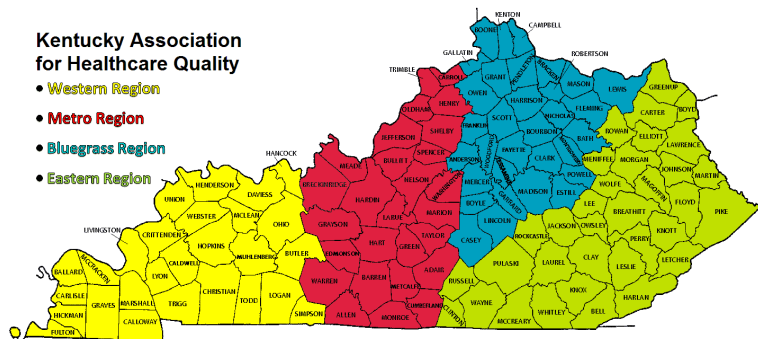 Kentucky Association
for Healthcare Quality
• Western Region
• Metro Region
• Bluegrass Region
• Eastern Region
KENTON
CAMPBELL
BOONE
GALLATIN
ROBERTSON
TRIMBLE
CARROLL
GRANT
PENDLETON
BRACKEN
MASON
LEWIS
GREENUP
OWEN
OLDHAM
HENRY
HARRISON
FLEMING
CARTER
BOYD
NICHOLAS
SCOTT
FRANKLIN
SHELBY
JEFFERSON
BOURBON
BATH
ROWAN
ELLIOTT
LAWRENCE
SPENCER
BULLITT
ANDERSON
FAYETTE
CLARK
MENIFEE
MORGAN
HANCOCK
MEADE
NELSON
MERCER
POWELL
JOHNSON
MARTIN
BRECKINRIDGE
HARDIN
WASHINGTON
MADISON
ESTILL
WOLFE
MAGOFFIN
HENDERSON
DAVIESS
UNION
BOYLE
GARRARD
LEE
FLOYD
PIKE
WEBSTER
MCLEAN
OHIO
GRAYSON
LARUE
MARION
LINCOLN
BREATHITT
LIVINGSTON
CRITTENDEN
HOPKINS
MUHLENBERG
BUTLER
EDMONSON
HART
GREEN
TAYLOR
CASEY
ROCKCASTLE
JACKSON
OWSLEY
PERRY
KNOTT
BALLARD
MCCRACKEN
CALDWELL
LYON
WARREN
BARREN
METCALFE
ADAIR
RUSSELL
PULASKI
LAUREL
CLAY
LESLIE
LETCHER
CARLISLE
GRAVES
MARSHALL
TRIGG
CHRISTIAN
TODD
LOGAN
CUMBERLAND
WAYNE
KNOX
HARLAN
HICKMAN
FULTON
CALLOWAY
SIMPSON
ALLEN
MONROE
CLINTON
MCCREARY
WHITLEY
BELL